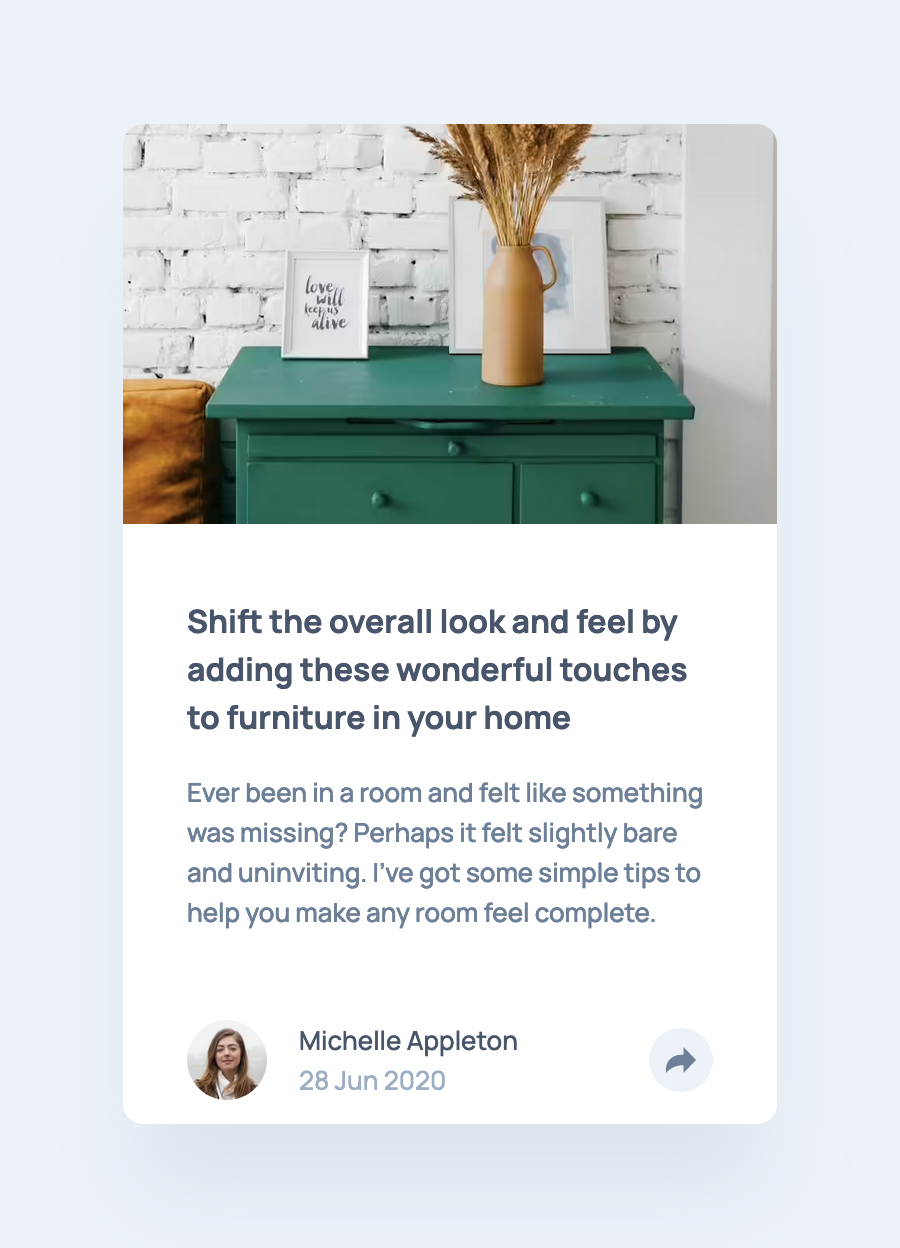 love
will
keep us
alive
Shift the overall look and feel by
adding these wonderful touches
to furniture in your home
Ever been in a room and felt like something
was missing? Perhaps it felt slightly bare
and uninviting. I’ve got some simple tips to
help you make any room feel complete.
Michelle Appleton
28 Jun 2020